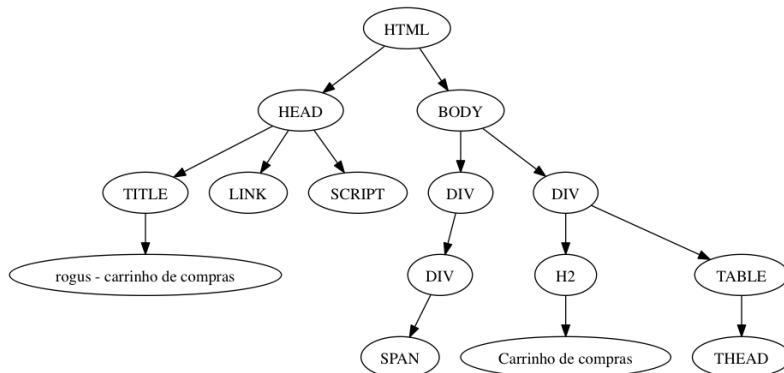 HTML
HEAD
BODY
TITLE
LINK
SCRIPT
DIV
DIV
rogus - carrinho de compras
DIV
H2
TABLE
SPAN
Carrinho de compras
THEAD